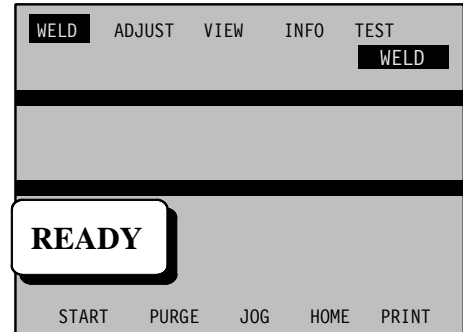 WELD ADJUST VIEW INFO TEST
WELD
READY
START PURGE JOG HOME PRINT